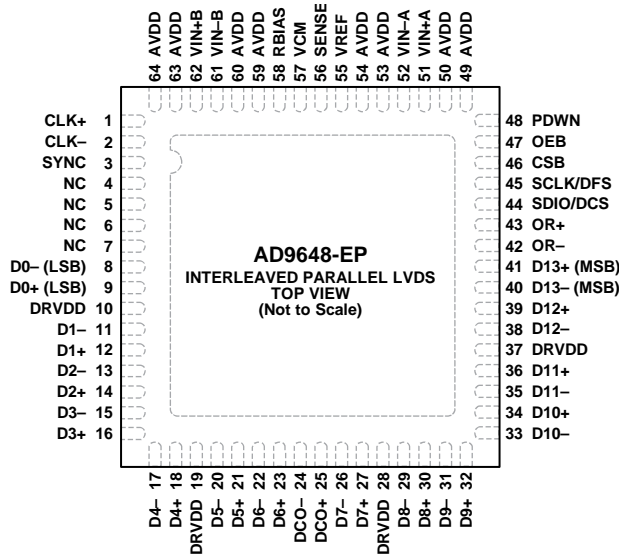 64 AVDD
63 AVDD
62 VIN+B
61 VIN–B
60 AVDD
59 AVDD
58 RBIAS
57 VCM
56 SENSE
55 VREF
54 AVDD
53 AVDD
52 VIN–A
51 VIN+A
50 AVDD
49 AVDD
CLK+ 1
CLK– 2
SYNC 3
NC 4
NC 5
NC 6
NC 7
D0– (LSB) 8
D0+ (LSB) 9
DRVDD 10
D1– 11
D1+ 12
D2– 13
D2+ 14
D3– 15
D3+ 16
AD9648-EP
INTERLEAVED PARALLEL LVDS
TOP VIEW
(Not to Scale)
48 PDWN
47 OEB
46 CSB
45 SCLK/DFS
44 SDIO/DCS
43 OR+
42 OR–
41 D13+ (MSB)
40 D13– (MSB)
39 D12+
38 D12–
37 DRVDD
36 D11+
35 D11–
34 D10+
33 D10–
D4– 17
D4+ 18
DRVDD 19
D5– 20
D5+ 21
D6– 22
D6+ 23
DCO– 24
DCO+ 25
D7– 26
D7+ 27
DRVDD 28
D8– 29
D8+ 30
D9– 31
D9+ 32